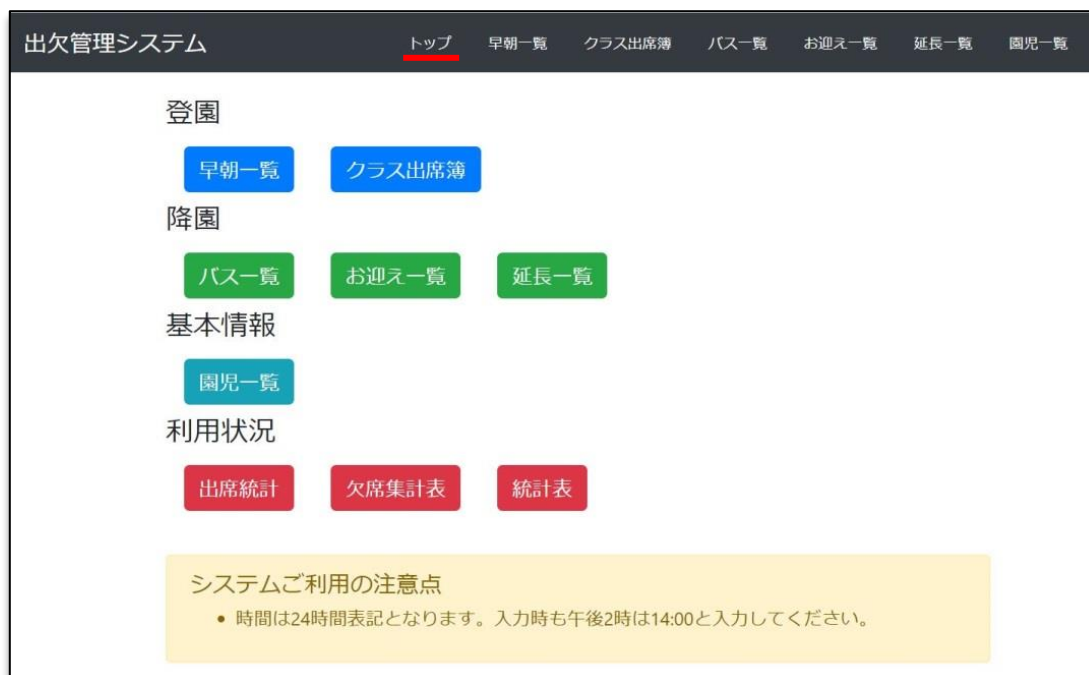 出欠管理システム トップ 早朝一覧 クラス出席簿 バス一覧 お迎え一覧 延長一覧 園児一覧
登園
早朝一覧 クラス出席簿
降園
バス一覧 お迎え一覧 延長一覧
基本情報
園児一覧
利用状況
出席統計 欠席集計表 統計表
システムご利用の注意点
• 時間は24時間表記となります。入力時も午後2時は14:00と入力してください。